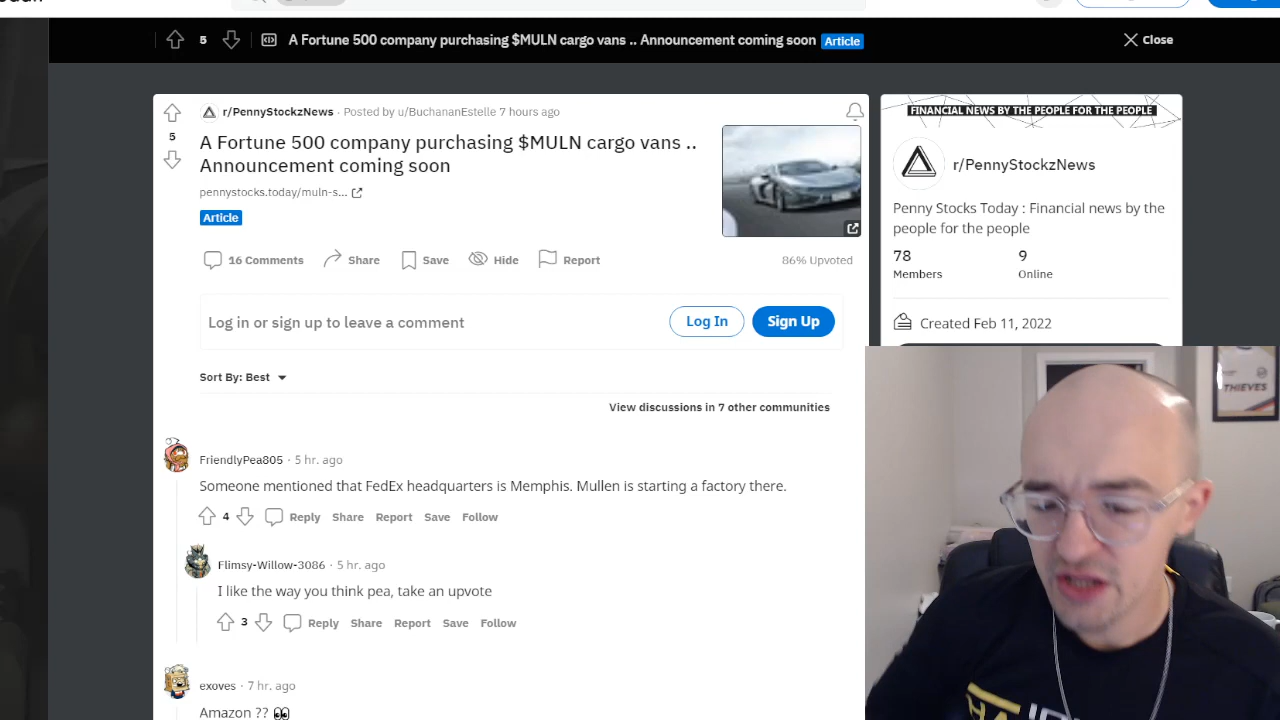 5 A Fortune 500 company purchasing $MULN cargo vans .. Announcement coming soon Article Close
r/PennyStockzNews · Posted by u/BuchananEstelle 7 hours ago
5
A Fortune 500 company purchasing $MULN cargo vans ..
Announcement coming soon
pennystocks.today/muln-s...
Article
16 Comments Share Save Hide Report 86% Upvoted
Log in or sign up to leave a comment Log In Sign Up
Sort By: Best
View discussions in 7 other communities
FriendlyPea805 · 5 hr. ago
Someone mentioned that FedEx headquarters is Memphis. Mullen is starting a factory there.
4 Reply Share Report Save Follow
Flimsy-Willow-3086 · 5 hr. ago
I like the way you think pea, take an upvote
3 Reply Share Report Save Follow
exoves · 7 hr. ago
Amazon ?? 👀
FINANCIAL NEWS BY THE PEOPLE FOR THE PEOPLE
r/PennyStockzNews
Penny Stocks Today : Financial news by the
people for the people
78 9
Members Online
Created Feb 11, 2022
THIEVES